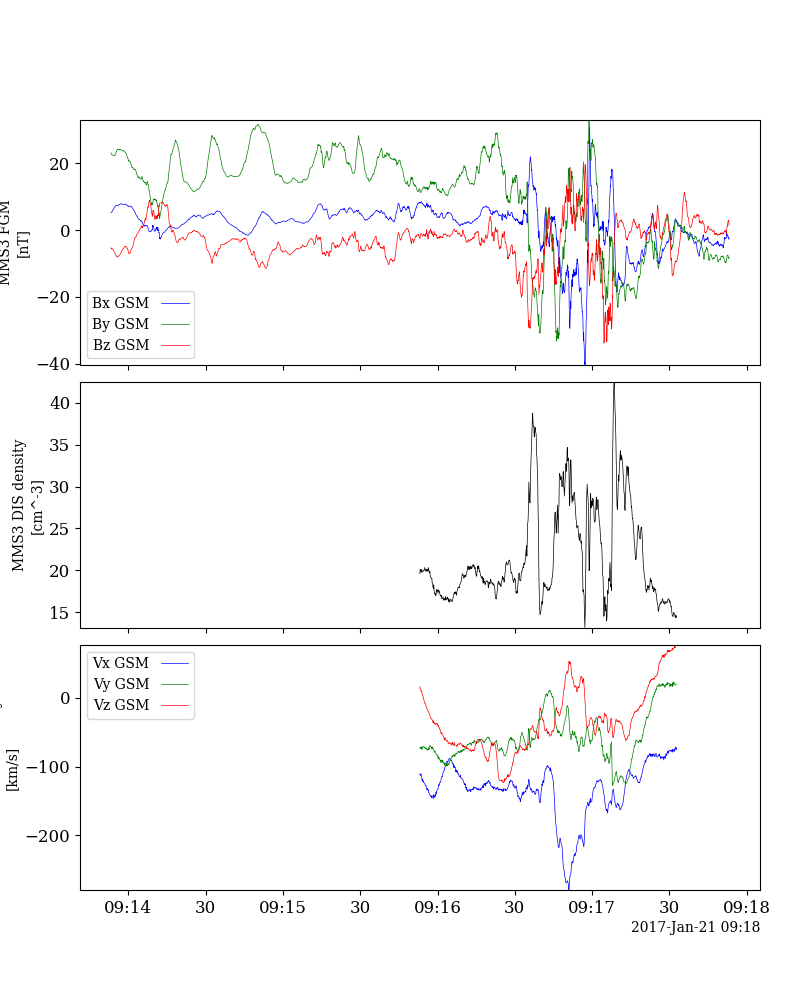 20
0
−20
−40
MMS3 FGM
[nT]
Bx GSM
By GSM
Bz GSM
40
35
30
25
20
15
MMS3 DIS density
[cm^-3]
0
−100
−200
[km/s]
Vx GSM
Vy GSM
Vz GSM
09:14 30 09:15 30 09:16 30 09:17 30 09:18
2017-Jan-21 09:18